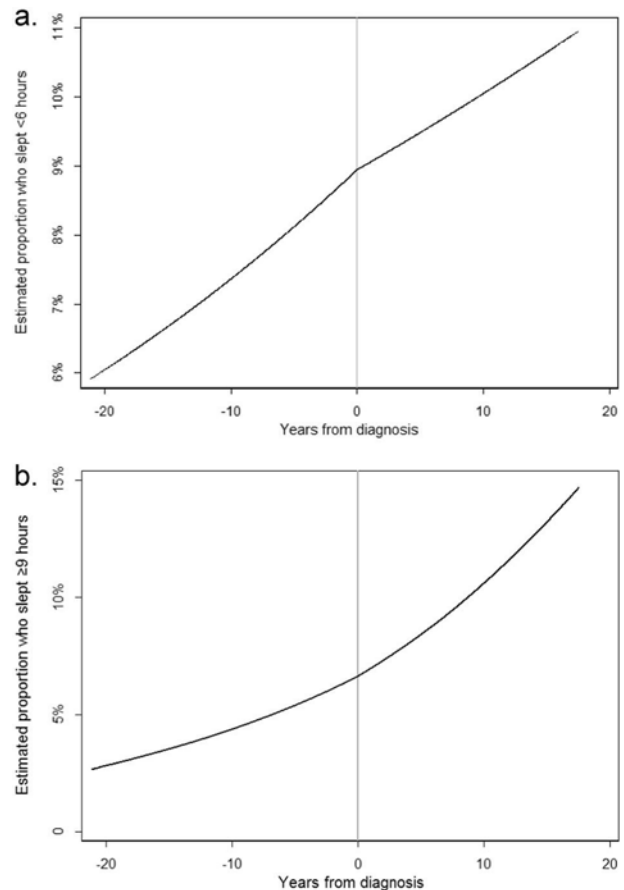 a.
Estimated proportion who slept <6 hours
11%
10%
9%
8%
7%
6%
-20 -10 0 10 20
Years from diagnosis
b.
Estimated proportion who slept ≥9 hours
15%
10%
5%
0
-20 -10 0 10 20
Years from diagnosis